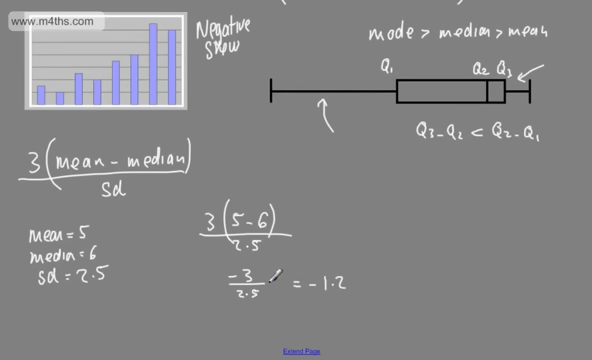 www.m4ths.com
Negative
Skew
mode > median > mean
Q₁ Q₂ Q₃
Q₃ - Q₂ < Q₂ - Q₁
3(mean - median)
sd
mean = 5
median = 6
sd = 2.5
3(5 - 6)
2.5
-3
2.5
= -1.2
Extend Page